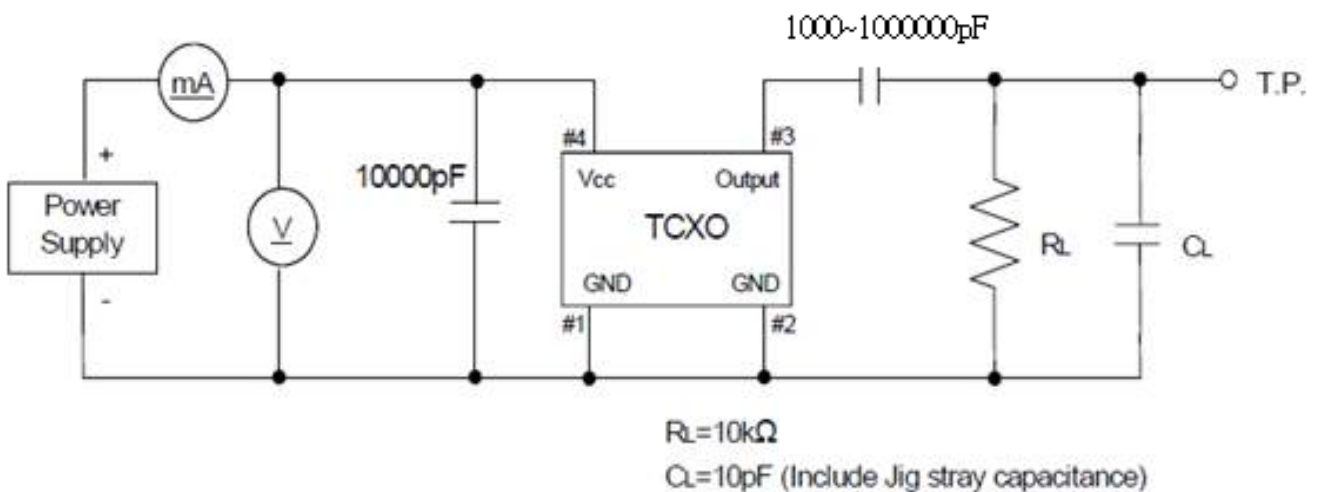 1000~1000000pF
mA
T.P.
#4
#3
+
10000pF
Vcc
Output
Power
Supply
V
TCXO
RL
CL
GND
GND
-
#1
#2
RL=10kΩ
CL=10pF (Include Jig stray capacitance)